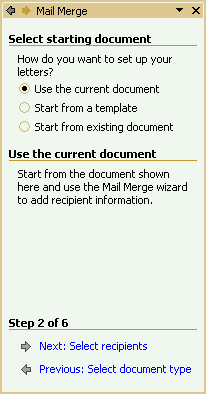 Mail Merge
Select starting document
How do you want to set up your
letters?
Use the current document
Start from a template
Start from existing document
Use the current document
Start from the document shown
here and use the Mail Merge wizard
to add recipient information.
Step 2 of 6
Next: Select recipients
Previous: Select document type